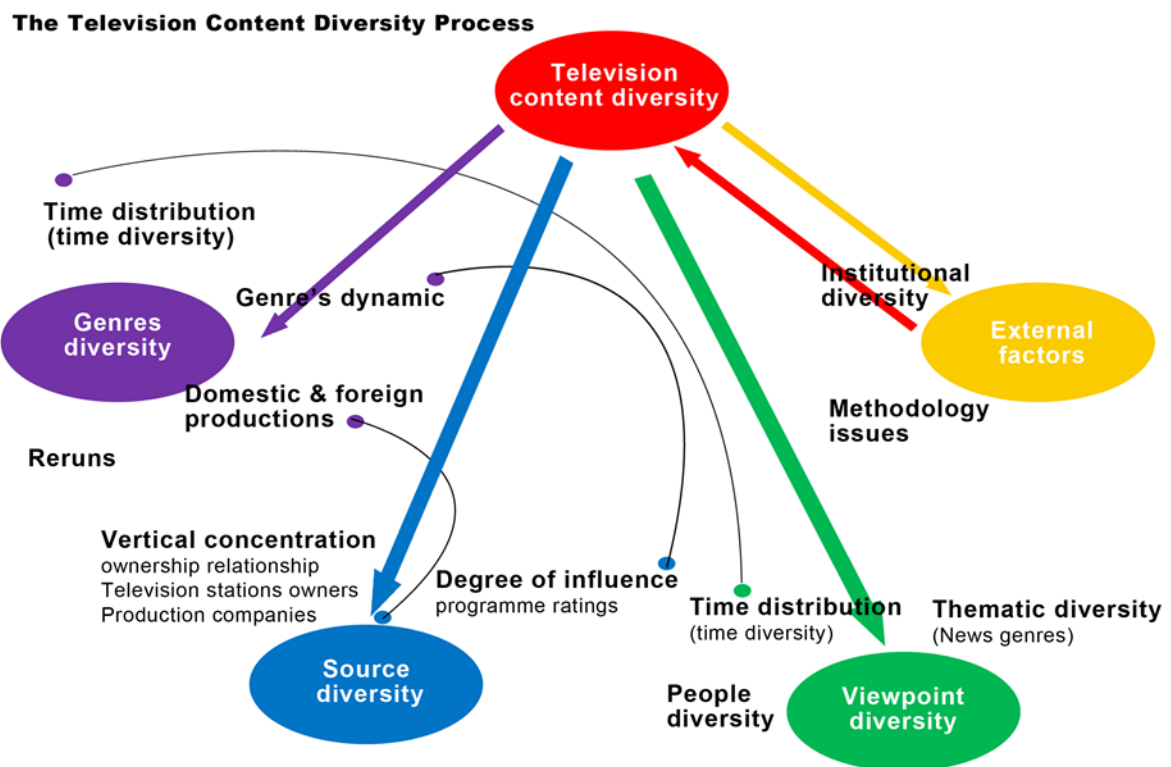 The Television Content Diversity Process
Television
content diversity
Time distribution
(time diversity)
Genre's dynamic
Institutional
diversity
Genres
diversity
External
factors
Domestic & foreign
productions
Methodology
issues
Reruns
Vertical concentration
ownership relationship
Television stations owners
Production companies
Degree of influence
programme ratings
Time distribution
(time diversity)
Thematic diversity
(News genres)
Source
diversity
People
diversity
Viewpoint
diversity